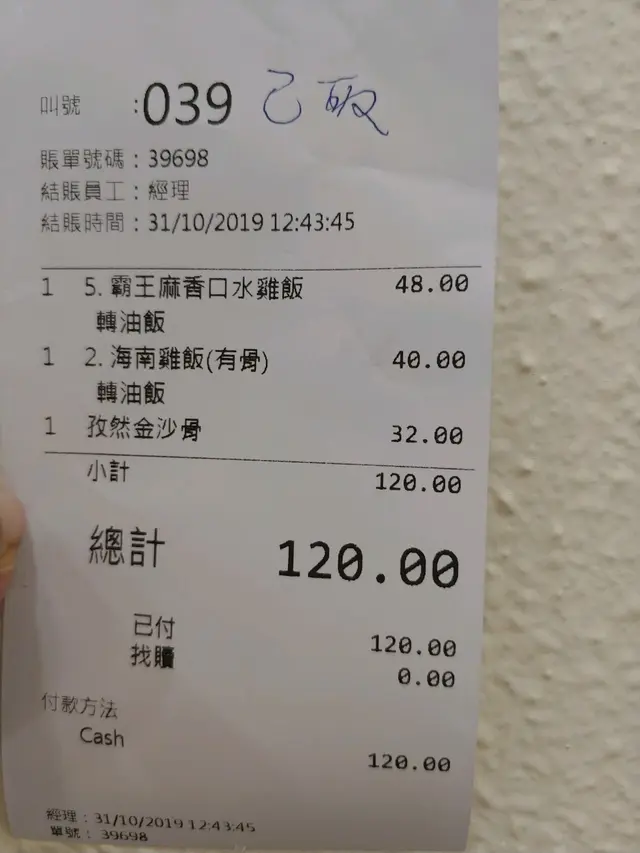 叫號 :039 已取
賬單號碼：39698
結賬員工：經理
結賬時間：31/10/2019 12:43:45
1 5. 霸王麻香口水雞飯 48.00
轉油飯
1 2. 海南雞飯(有骨) 40.00
轉油飯
1 孜然金沙骨 32.00
小計 120.00
總計 120.00
已付 120.00
找贖 0.00
付款方法
Cash 120.00
經理：31/10/2019 12:43:45
單號：39698